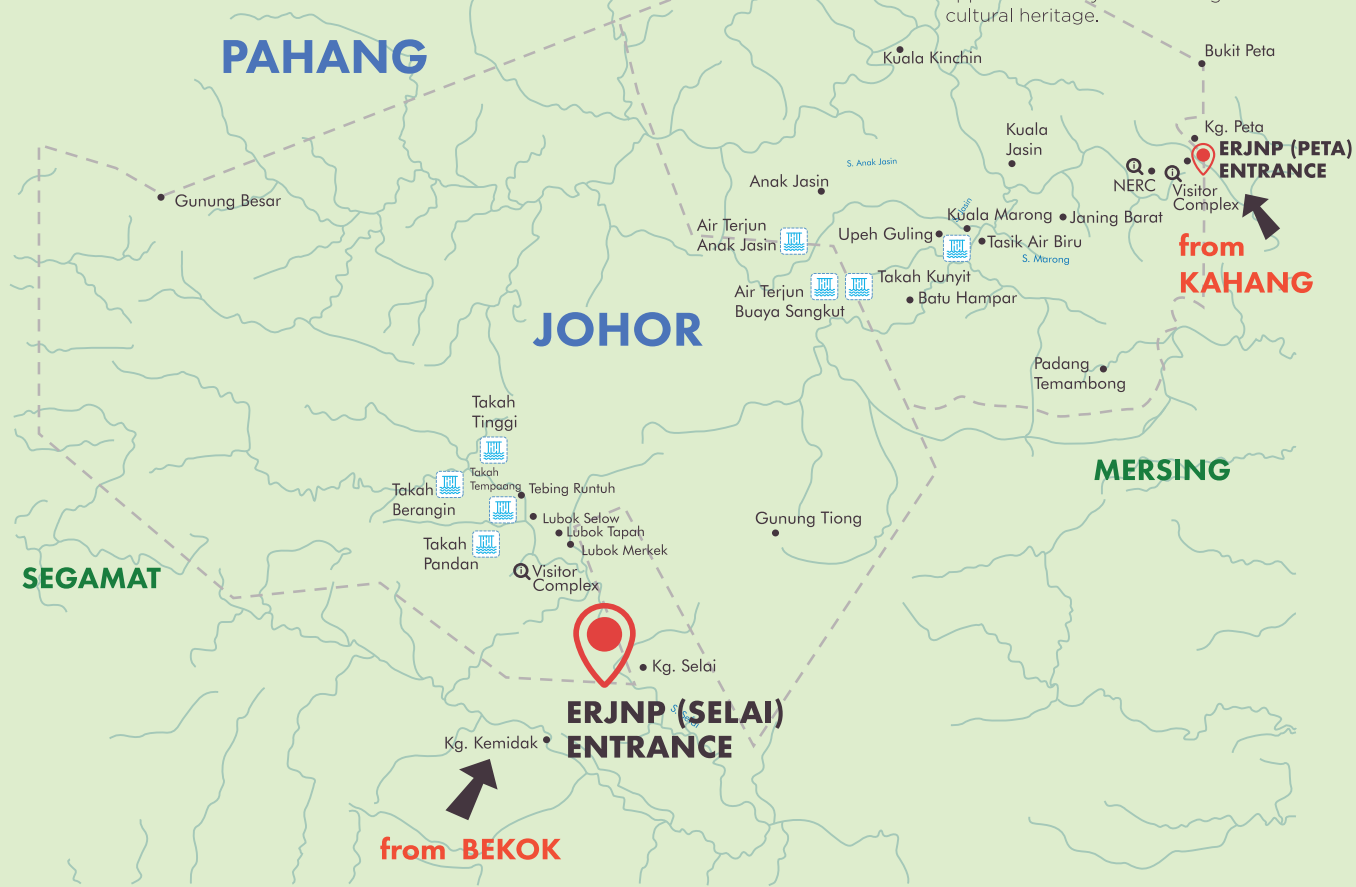 cultural heritage.
PAHANG
Kuala Kinchin
Bukit Peta
Kg. Peta
ERJNP (PETA)
ENTRANCE
Kuala
Jasin
S. Anak Jasin
NERC
Visitor
Complex
Anak Jasin
Gunung Besar
Kuala Marong
Janing Barat
Air Terjun
Anak Jasin
Upeh Guling
Tasik Air Biru
S. Marong
from
KAHANG
Takah Kunyit
Air Terjun
Buaya Sangkut
Batu Hampar
JOHOR
Padang
Temambong
Takah
Tinggi
Takah
Tempaang
Takah
Berangin
Tebing Runtuh
Lubok Selow
Lubok Tapah
Lubok Merkek
Takah
Pandan
Visitor
Complex
Gunung Tiong
MERSING
SEGAMAT
Kg. Selai
ERJNP (SELAI)
ENTRANCE
Kg. Kemidak
from BEKOK